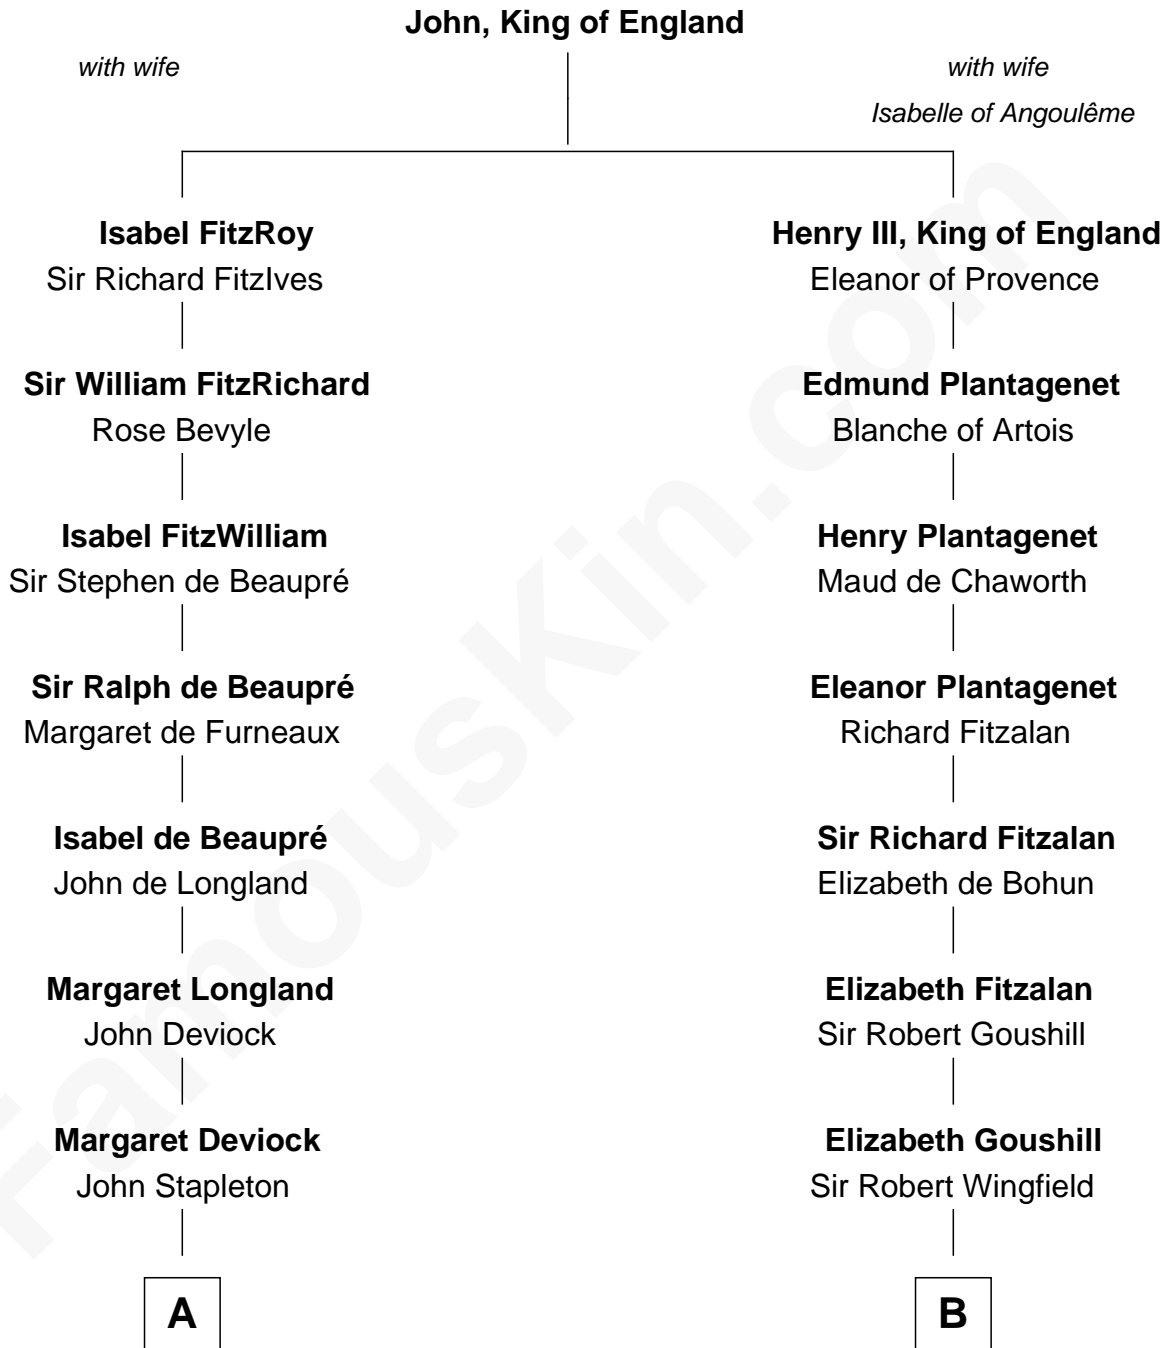 John, King of England
with wife
with wife
Isabelle of Angoulême
Isabel FitzRoy
Sir Richard FitzIves
Henry III, King of England
Eleanor of Provence
Sir William FitzRichard
Rose Bevyle
Edmund Plantagenet
Blanche of Artois
Isabel FitzWilliam
Sir Stephen de Beaupré
Henry Plantagenet
Maud de Chaworth
Sir Ralph de Beaupré
Margaret de Furneaux
Eleanor Plantagenet
Richard Fitzalan
Isabel de Beaupré
John de Longland
Sir Richard Fitzalan
Elizabeth de Bohun
Margaret Longland
John Deviock
Elizabeth Fitzalan
Sir Robert Goushill
Margaret Deviock
John Stapleton
Elizabeth Goushill
Sir Robert Wingfield
A
B
FamousKin.com